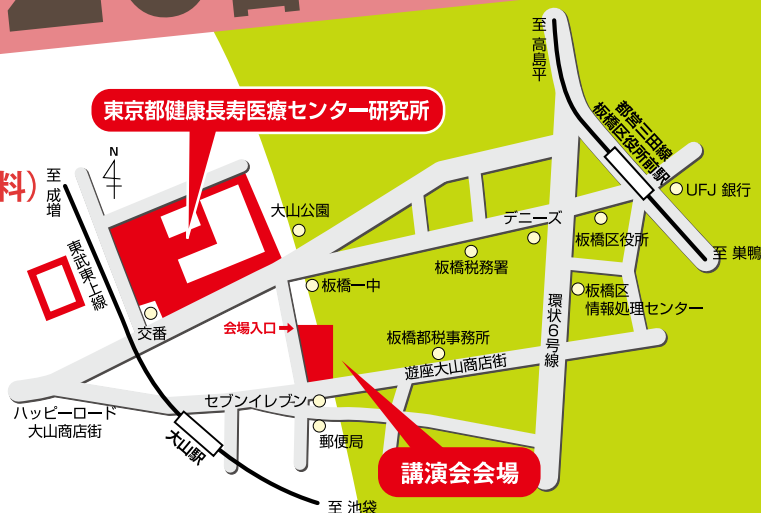 至 高島平
東京都健康長寿医療センター研究所
都営三田線
板橋区役所前駅
N
料）
至 成増
UFJ 銀行
大山公園
デニーズ
板橋区役所
東武東上線
板橋税務署
至 巣鴨
板橋一中
板橋区
情報処理センター
交番
会場入口
環状6号線
板橋都税事務所
遊座大山商店街
セブンイレブン
ハッピーロード
大山商店街
大山駅
郵便局
講演会会場
至 池袋